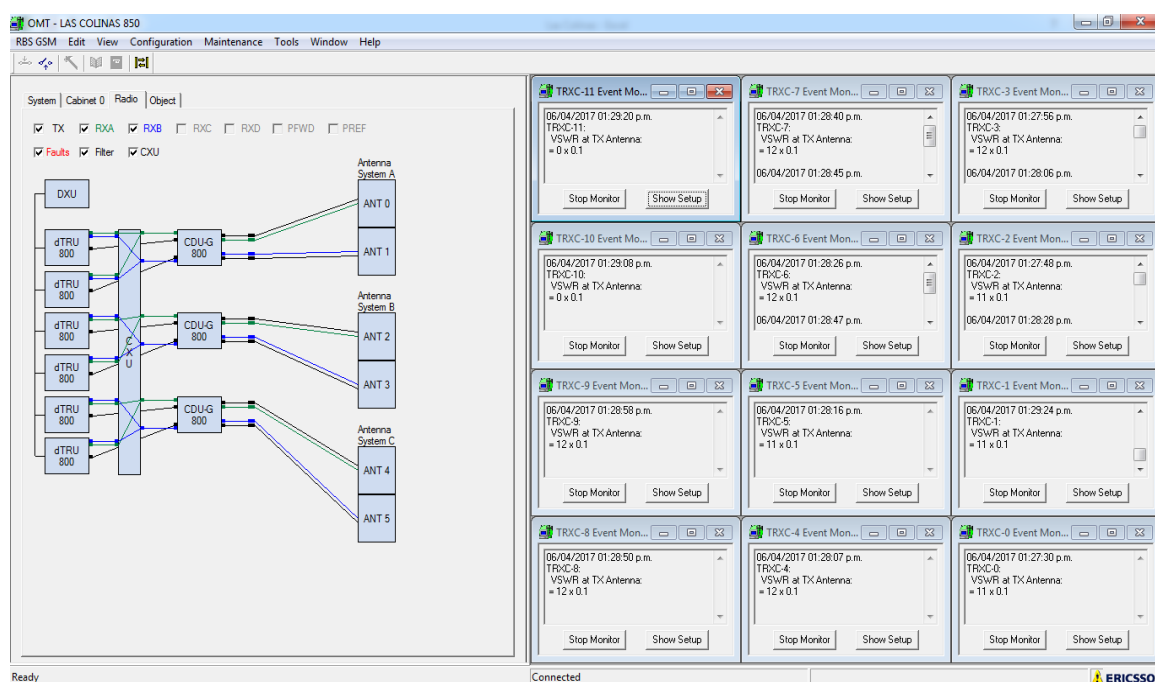 OMT - LAS COLINAS 850
RBS GSM Edit View Configuration Maintenance Tools Window Help
System Cabinet 0 Radio Object
TX RXA RXB RXC RXD PFWD PREF
Faults Filter CXU
Antenna
System A
DXU
ANT 0
dTRU
800
CDU-G
800
ANT 1
dTRU
800
Antenna
System B
dTRU
800
CDU-G
800
ANT 2
CXU
dTRU
800
ANT 3
dTRU
800
CDU-G
800
Antenna
System C
dTRU
800
ANT 4
ANT 5
TRXC-11 Event Mo...
06/04/2017 01:29:20 p.m.
TRXC-11:
VSWR at TX Antenna:
= 0 x 0.1
Stop Monitor Show Setup
TRXC-7 Event Mon...
06/04/2017 01:28:40 p.m.
TRXC-7:
VSWR at TX Antenna:
= 12 x 0.1
06/04/2017 01:28:45 p.m.
Stop Monitor Show Setup
TRXC-3 Event Mon...
06/04/2017 01:27:56 p.m.
TRXC-3:
VSWR at TX Antenna:
= 12 x 0.1
06/04/2017 01:28:06 p.m.
Stop Monitor Show Setup
TRXC-10 Event Mo...
06/04/2017 01:29:08 p.m.
TRXC-10:
VSWR at TX Antenna:
= 0 x 0.1
Stop Monitor Show Setup
TRXC-6 Event Mon...
06/04/2017 01:28:26 p.m.
TRXC-6:
VSWR at TX Antenna:
= 12 x 0.1
06/04/2017 01:28:47 p.m.
Stop Monitor Show Setup
TRXC-2 Event Mon...
06/04/2017 01:27:48 p.m.
TRXC-2:
VSWR at TX Antenna:
= 11 x 0.1
06/04/2017 01:28:28 p.m.
Stop Monitor Show Setup
TRXC-9 Event Mon...
06/04/2017 01:28:58 p.m.
TRXC-9:
VSWR at TX Antenna:
= 12 x 0.1
Stop Monitor Show Setup
TRXC-5 Event Mon...
06/04/2017 01:28:16 p.m.
TRXC-5:
VSWR at TX Antenna:
= 11 x 0.1
Stop Monitor Show Setup
TRXC-1 Event Mon...
06/04/2017 01:29:24 p.m.
TRXC-1:
VSWR at TX Antenna:
= 11 x 0.1
Stop Monitor Show Setup
TRXC-8 Event Mon...
06/04/2017 01:28:50 p.m.
TRXC-8:
VSWR at TX Antenna:
= 12 x 0.1
Stop Monitor Show Setup
TRXC-4 Event Mon...
06/04/2017 01:28:07 p.m.
TRXC-4:
VSWR at TX Antenna:
= 12 x 0.1
Stop Monitor Show Setup
TRXC-0 Event Mon...
06/04/2017 01:27:30 p.m.
TRXC-0:
VSWR at TX Antenna:
= 11 x 0.1
Stop Monitor Show Setup
Ready
Connected
ERICSSO